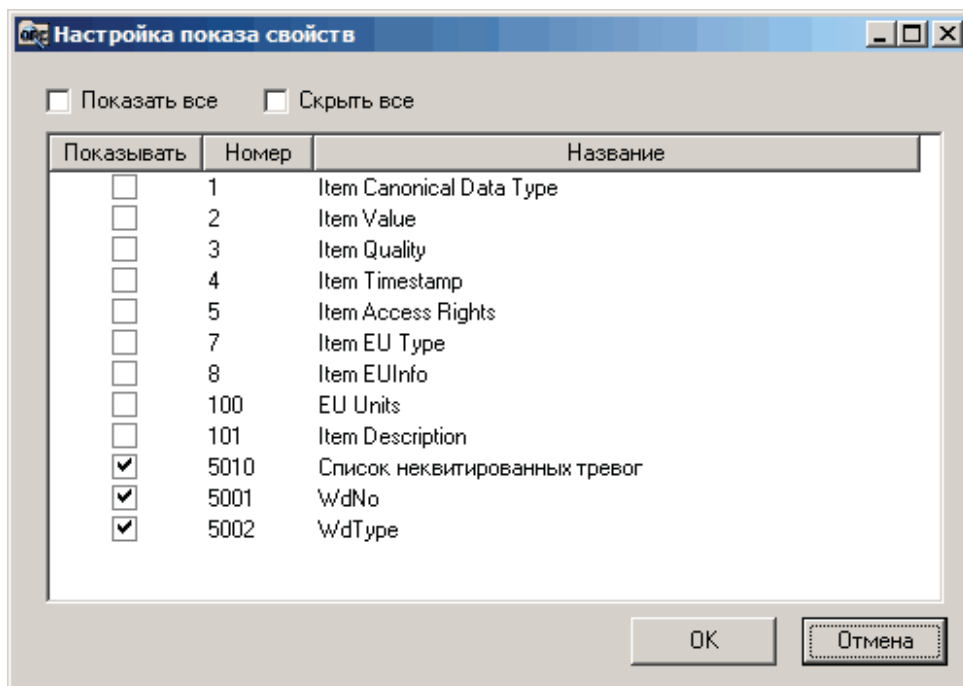 Настройка показа свойств
Показать все Скрыть все
Показывать Номер Название
1 Item Canonical Data Type
2 Item Value
3 Item Quality
4 Item Timestamp
5 Item Access Rights
7 Item EU Type
8 Item EUInfo
100 EU Units
101 Item Description
5010 Список неквитированных тревог
5001 WdNo
5002 WdType
OK Отмена